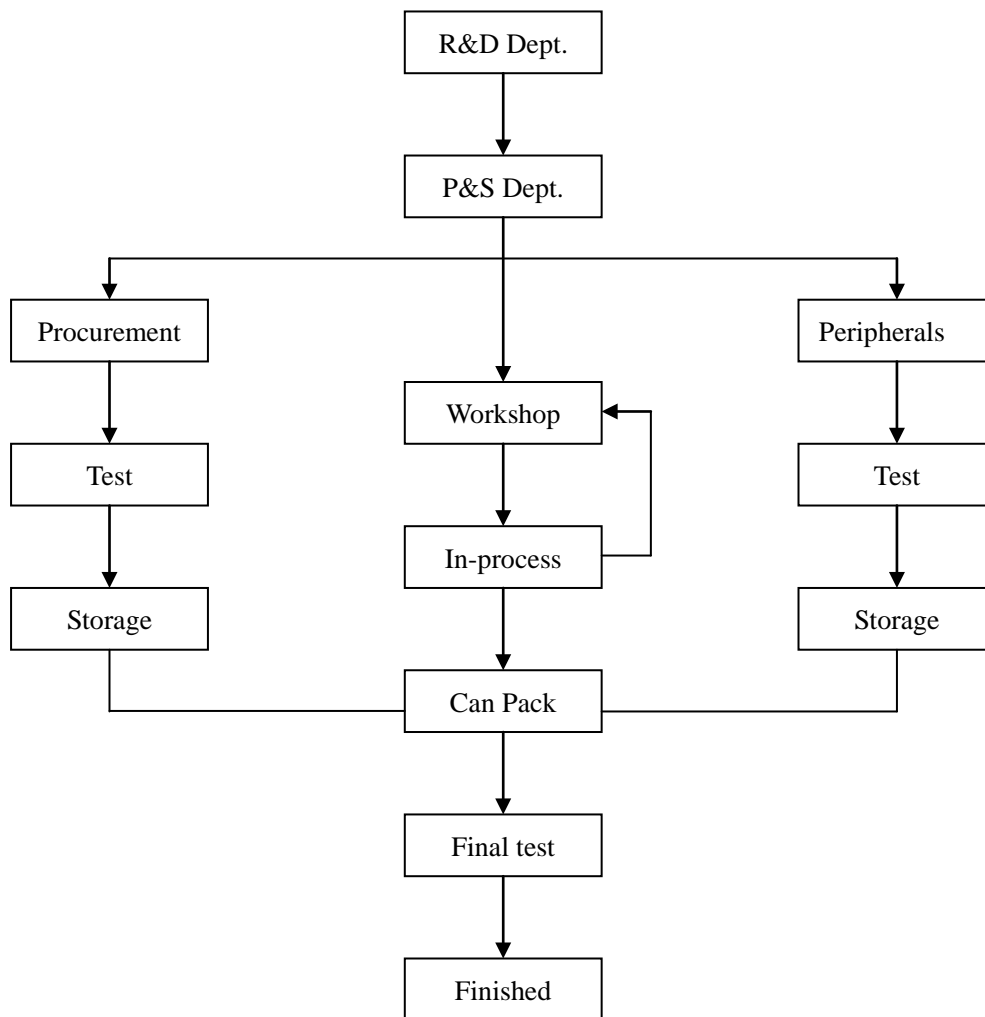 R&D Dept.
P&S Dept.
Procurement
Peripherals
Workshop
Test
Test
In-process
Storage
Storage
Can Pack
Final test
Finished